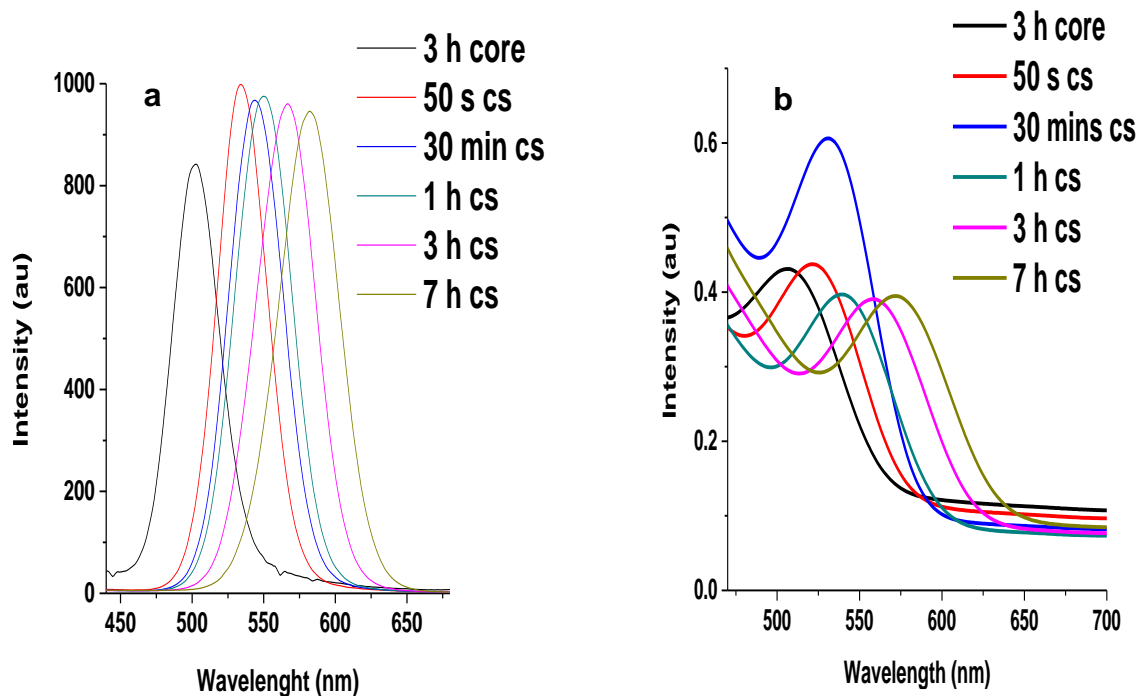 a
3 h core
50 s cs
30 min cs
1 h cs
3 h cs
7 h cs
Intensity (au)
1000
800
600
400
200
0
450 500 550 600 650
Wavelenght (nm)
b
3 h core
50 s cs
30 mins cs
1 h cs
3 h cs
7 h cs
Intensity (au)
0.6
0.4
0.2
0.0
500 550 600 650 700
Wavelength (nm)